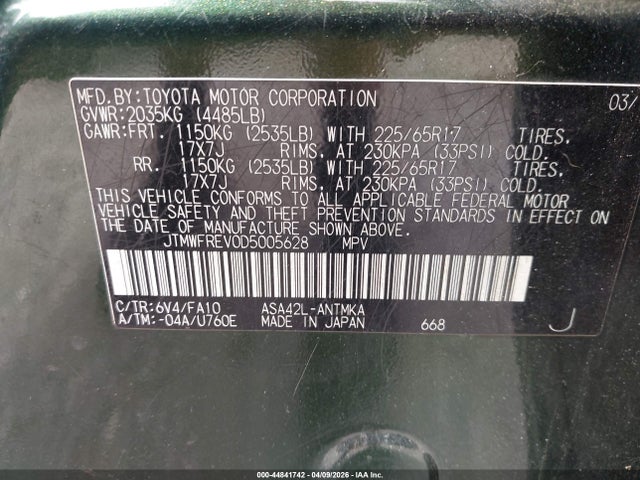 MFD.BY:TOYOTA MOTOR CORPORATION 03/
GVWR:2035KG (4485LB)
GAWR:FRT. 1150KG (2535LB) WITH 225/65R17 TIRES,
17X7J RIMS, AT 230KPA (33PSI) COLD.
RR. 1150KG (2535LB) WITH 225/65R17 TIRES,
17X7J RIMS, AT 230KPA (33PSI) COLD.
THIS VEHICLE CONFORMS TO ALL APPLICABLE FEDERAL MOTOR
VEHICLE SAFETY AND THEFT PREVENTION STANDARDS IN EFFECT ON
THE DATE OF MANUFACTURE SHOWN ABOVE.
JTMWFREV0D5005628 MPV
C/TR:6V4/FA10 ASA42L-ANTMKA
A/TM:-04A/U760E MADE IN JAPAN 668 J
000-44841742 04/09/2026 IAA Inc.